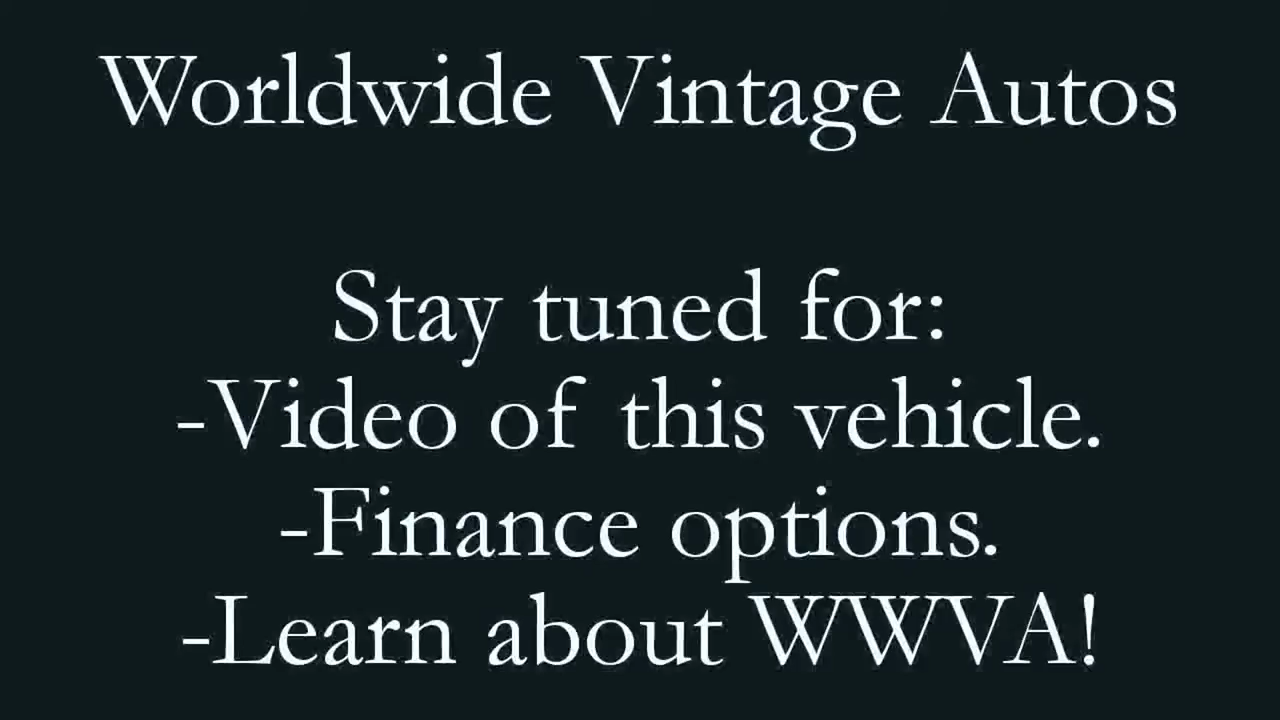 Worldwide Vintage Autos
Stay tuned for:
-Video of this vehicle.
-Finance options.
-Learn about WWVA!